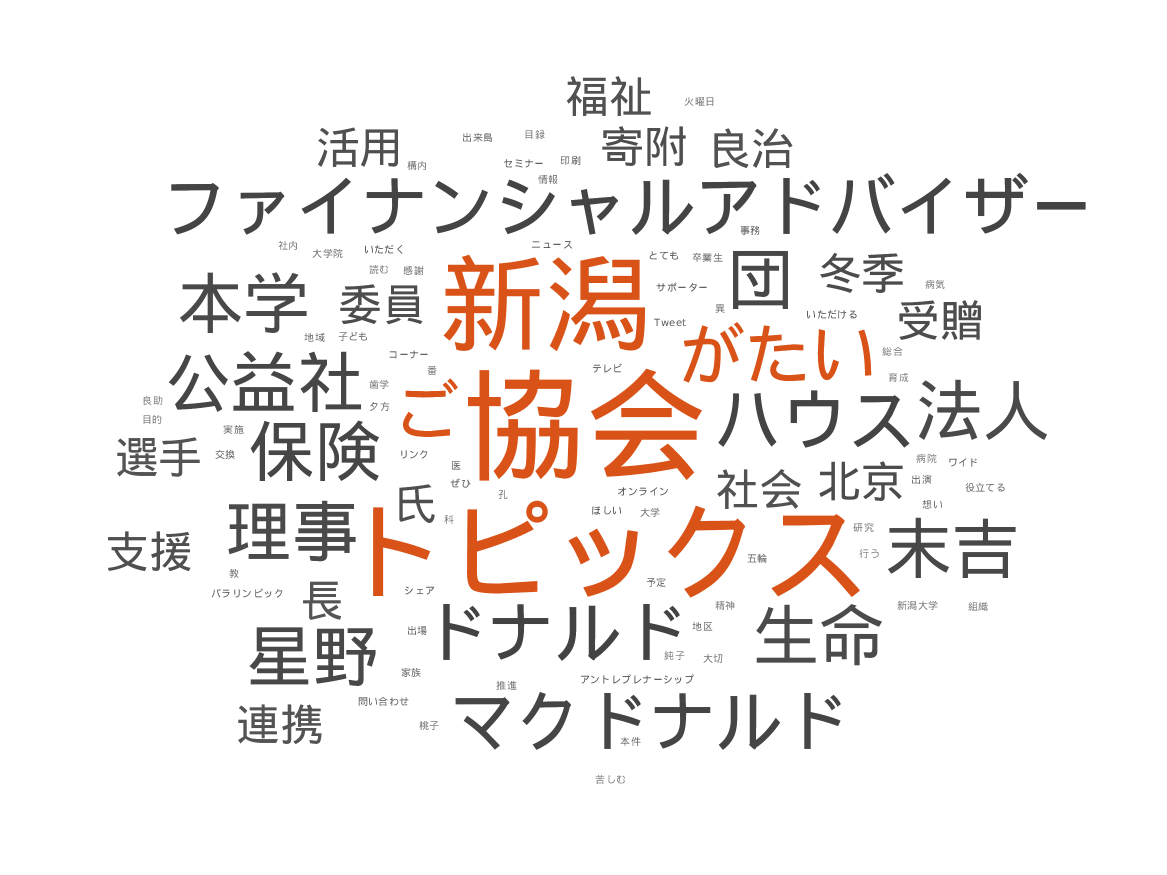 福祉
火曜日
活用
出来島
目録
寄附
良治
構内
セミナー
印刷
情報
ファイナンシャルアドバイザー
事務
社内
大学院
いただく
ニュース
とても
卒業生
団
冬季
読む
感謝
新潟
サポーター
病気
本学
委員
異
いただける
受贈
Tweet
地域
子ども
コーナー
がたい
総合
公益社
番
テレビ
育成
歯学
良助
夕方
ご
協会
ハウス
法人
目的
実施
選手
交換
保険
リンク
医
ぜひ
病院
ワイド
社会
北京
出演
役立てる
氏
孔
オンライン
想い
理事
科
ほしい
大学
トピックス
研究
末吉
支援
行う
五輪
教
パラリンピック
長
シェア
予定
精神
新潟大学
組織
星野
出場
ドナルド
地区
生命
家族
純子
大切
推進
アントレプレナーシップ
問い合わせ
連携
桃子
マクドナルド
本件
苦しむ